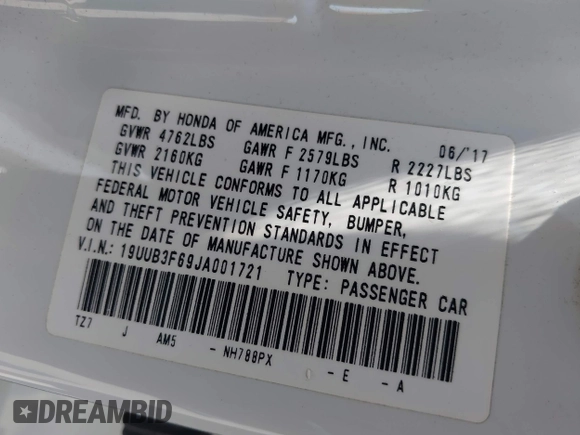 MFD. BY HONDA OF AMERICA MFG., INC. 06/'17
GVWR 4762LBS GAWR F 2579LBS R 2227LBS
GVWR 2160KG GAWR F 1170KG R 1010KG
THIS VEHICLE CONFORMS TO ALL APPLICABLE
FEDERAL MOTOR VEHICLE SAFETY, BUMPER,
AND THEFT PREVENTION STANDARDS IN EFFECT
ON THE DATE OF MANUFACTURE SHOWN ABOVE.
V.I.N.: 19UUB3F69JA001721 TYPE: PASSENGER CAR
TZ7 J AM5 - NH788PX - E - A
DREAMBID